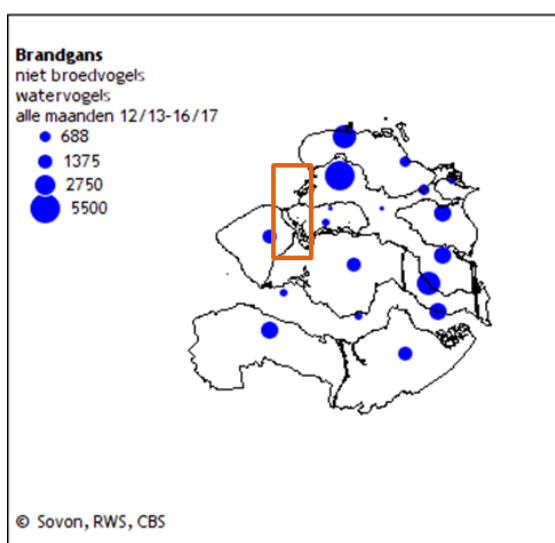 Brandgans
niet broedvogels
watervogels
alle maanden 12/13-16/17
688
1375
2750
5500
© Sovon, RWS, CBS